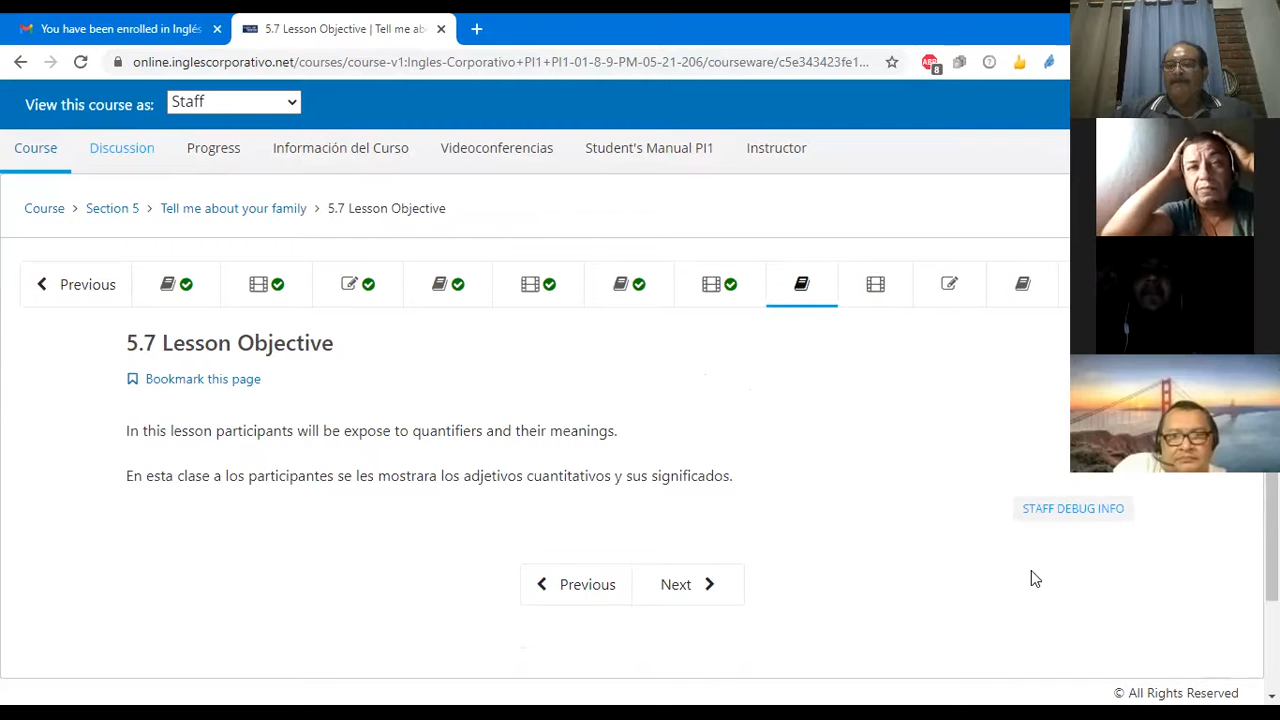 You have been enrolled in Inglés
5.7 Lesson Objective | Tell me ab
online.inglescorporativo.net/courses/course-v1:Ingles-Corporativo+PI1+PI1-01-8-9-PM-05-21-206/courseware/c5e343423fe1...
ABP
8
View this course as:
Staff
Course
Discussion
Progress
Información del Curso
Videoconferencias
Student's Manual PI1
Instructor
Course > Section 5 > Tell me about your family > 5.7 Lesson Objective
Previous
5.7 Lesson Objective
Bookmark this page
In this lesson participants will be expose to quantifiers and their meanings.
En esta clase a los participantes se les mostrara los adjetivos cuantitativos y sus significados.
STAFF DEBUG INFO
Previous
Next
© All Rights Reserved